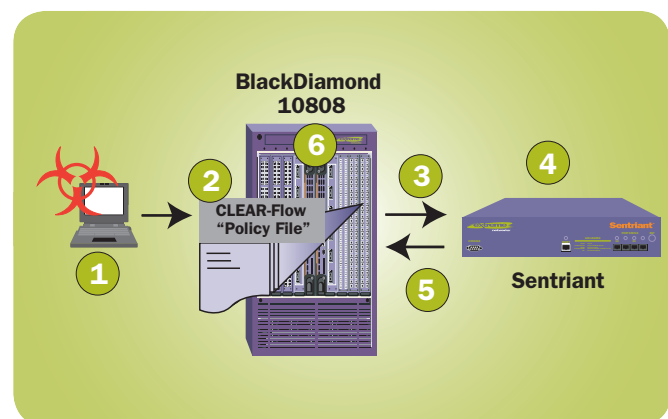 BlackDiamond
10808
6
2
3
4
CLEAR-Flow
“Policy File”
Sentriant
1
5
Sentriant